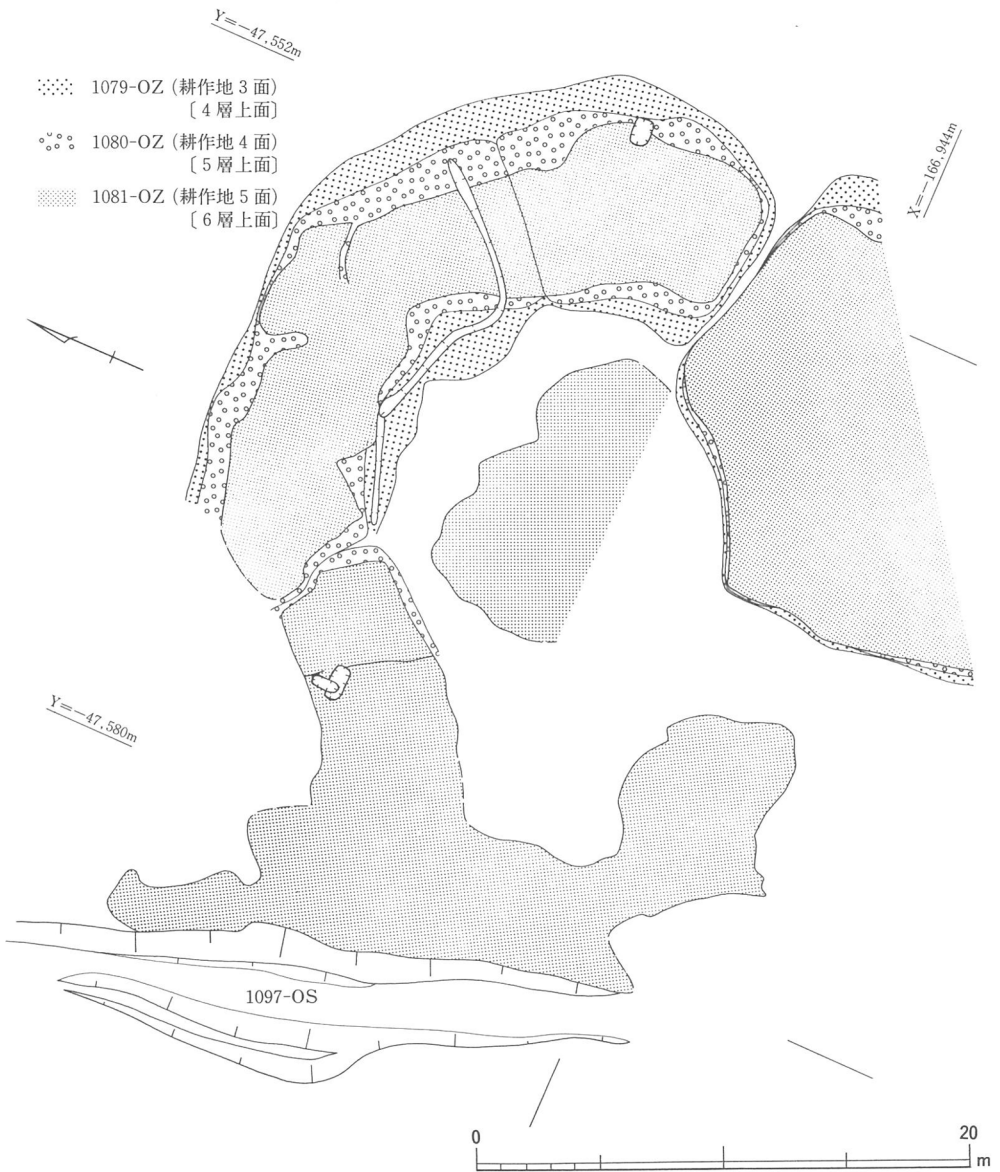 Y＝−47,552m
1079-OZ (耕作地 3 面)
〔4 層上面〕
1080-OZ (耕作地 4 面)
〔5 層上面〕
1081-OZ (耕作地 5 面)
〔6 層上面〕
X＝−166,944m
Y＝−47,580m
1097-OS
0
20
m